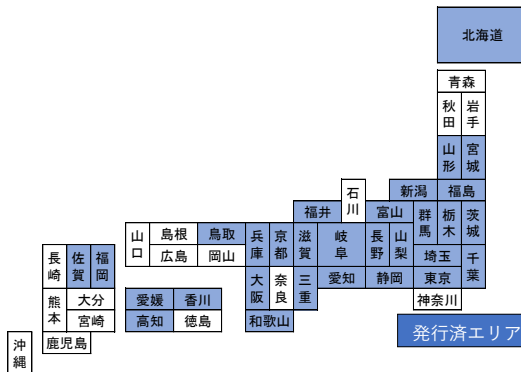 北海道
青森
秋田 岩手
山形 宮城
石川 新潟 福島
福井 富山 群馬 栃木 茨城
山口 島根 鳥取 兵庫 京都 滋賀 岐阜 長野 山梨
広島 岡山 埼玉 千葉
長崎 佐賀 福岡 大阪 奈良 三重 愛知 静岡 東京
熊本 大分 愛媛 香川 神奈川
宮崎 高知 徳島 和歌山
沖縄 鹿児島 発行済エリア